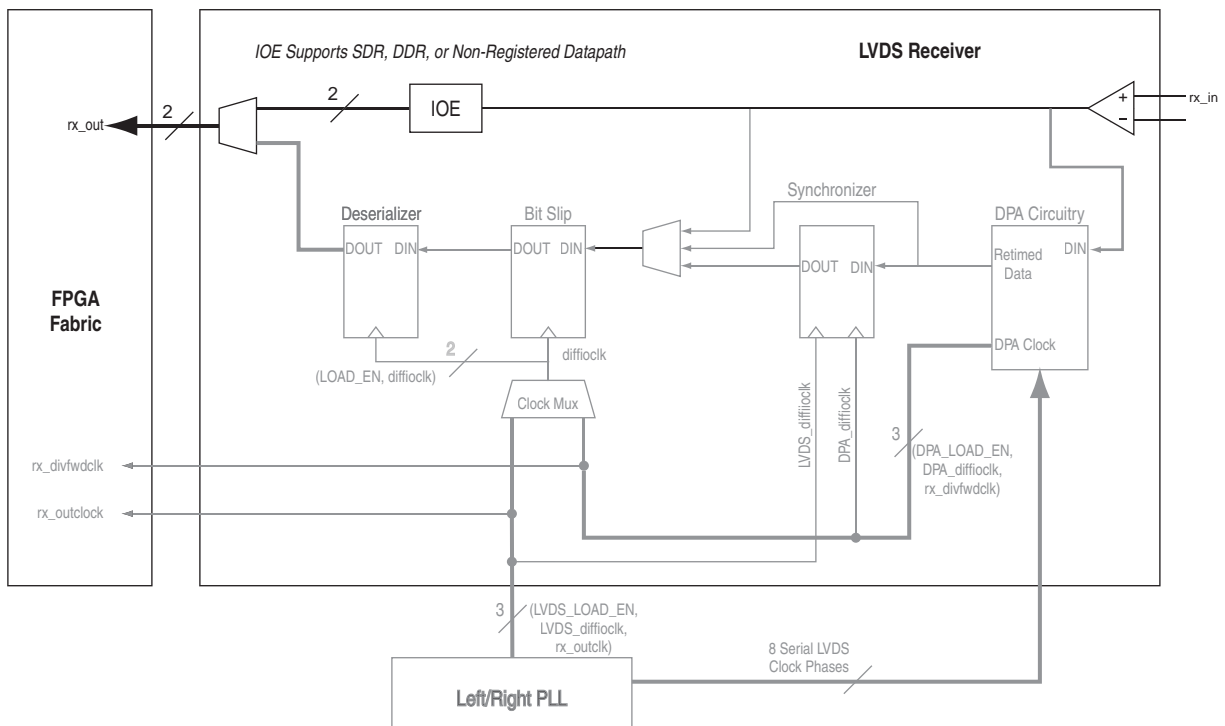 IOE Supports SDR, DDR, or Non-Registered Datapath
LVDS Receiver
2
IOE
+
−
rx_in
2
rx_out
Synchronizer
Deserializer
Bit Slip
DPA Circuitry
DOUT DIN
DOUT DIN
DOUT DIN
DIN
Retimed
Data
FPGA
Fabric
2
(LOAD_EN, diffioclk)
diffioclk
DPA Clock
Clock Mux
LVDS_diffiioclk
DPA_diffioclk
3
(DPA_LOAD_EN,
DPA_diffioclk,
rx_divfwdclk)
rx_divfwdclk
rx_outclock
3
(LVDS_LOAD_EN,
LVDS_diffioclk,
rx_outclk)
8 Serial LVDS
Clock Phases
Left/Right PLL